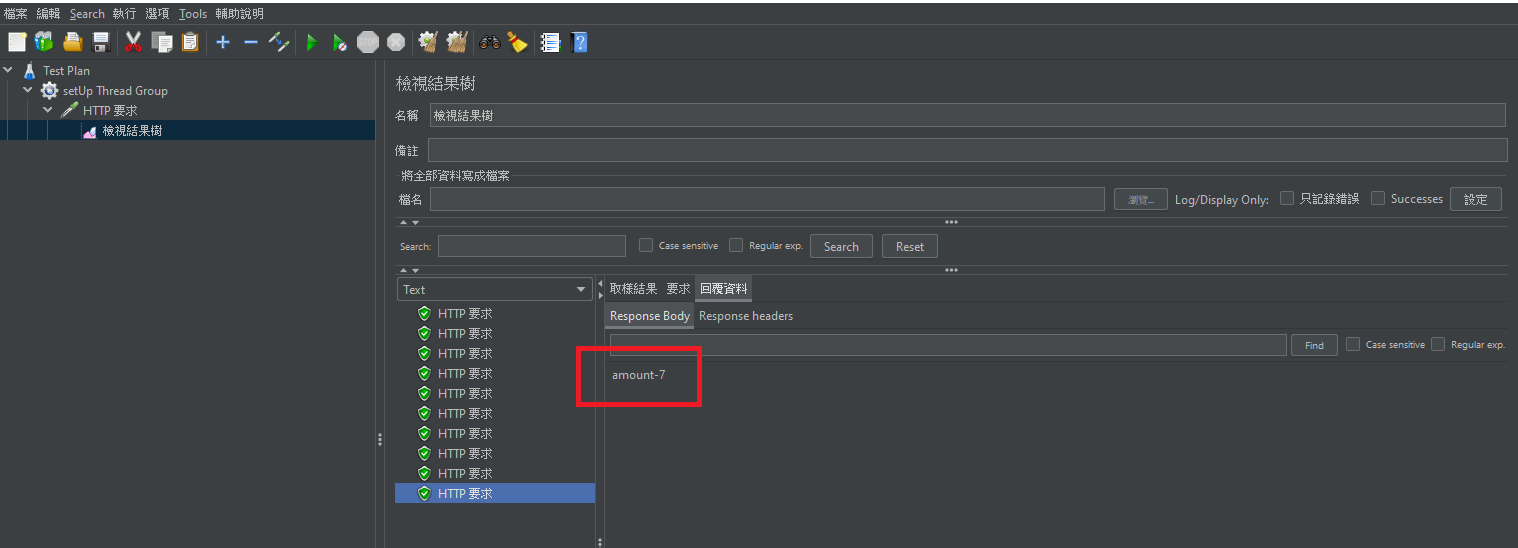 檔案 編輯 Search 執行 選項 Tools 輔助說明
Test Plan
setUp Thread Group
HTTP 要求
檢視結果樹
檢視結果樹
名稱 檢視結果樹
備註
將全部資料寫成檔案
檔名 瀏覽... Log/Display Only: 只記錄錯誤 Successes 設定
Search: Case sensitive Regular exp. Search Reset
Text
HTTP 要求
HTTP 要求
HTTP 要求
HTTP 要求
HTTP 要求
HTTP 要求
HTTP 要求
HTTP 要求
HTTP 要求
HTTP 要求
取樣結果 要求 回覆資料
Response Body Response headers
Find Case sensitive Regular exp.
amount-7